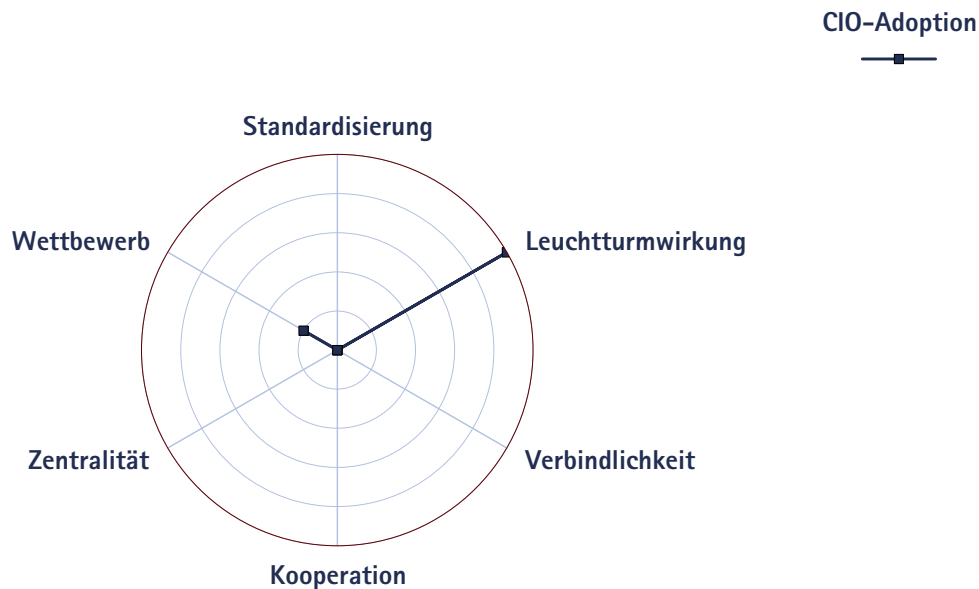 CIO-Adoption
Standardisierung
Wettbewerb
Leuchtturmwirkung
Zentralität
Verbindlichkeit
Kooperation